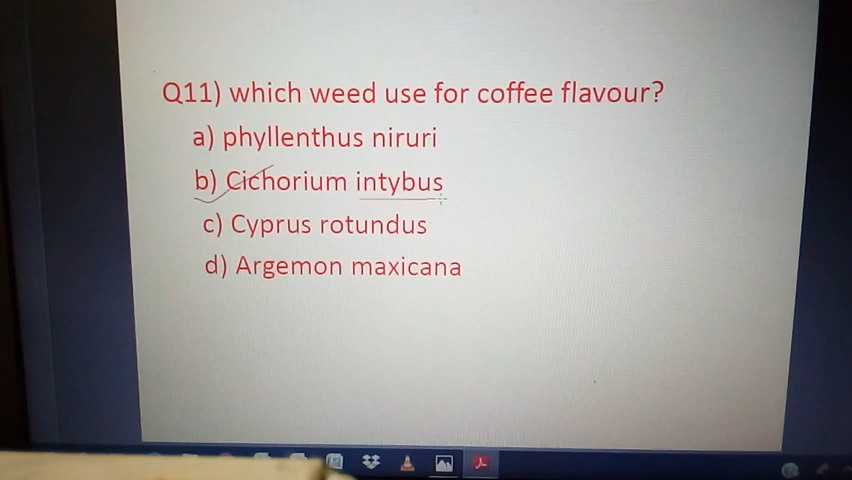 Q11) which weed use for coffee flavour?
a) phyllenthus niruri
b) Cichorium intybus
c) Cyprus rotundus
d) Argemon maxicana